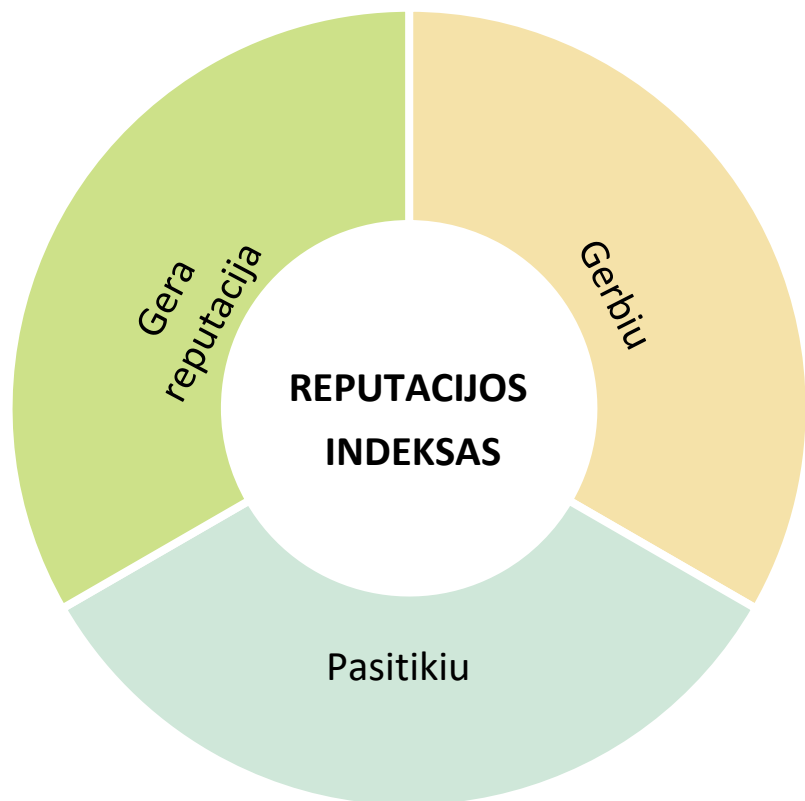 Gera
reputacija
Gerbiu
REPUTACIJOS
INDEKSAS
Pasitikiu